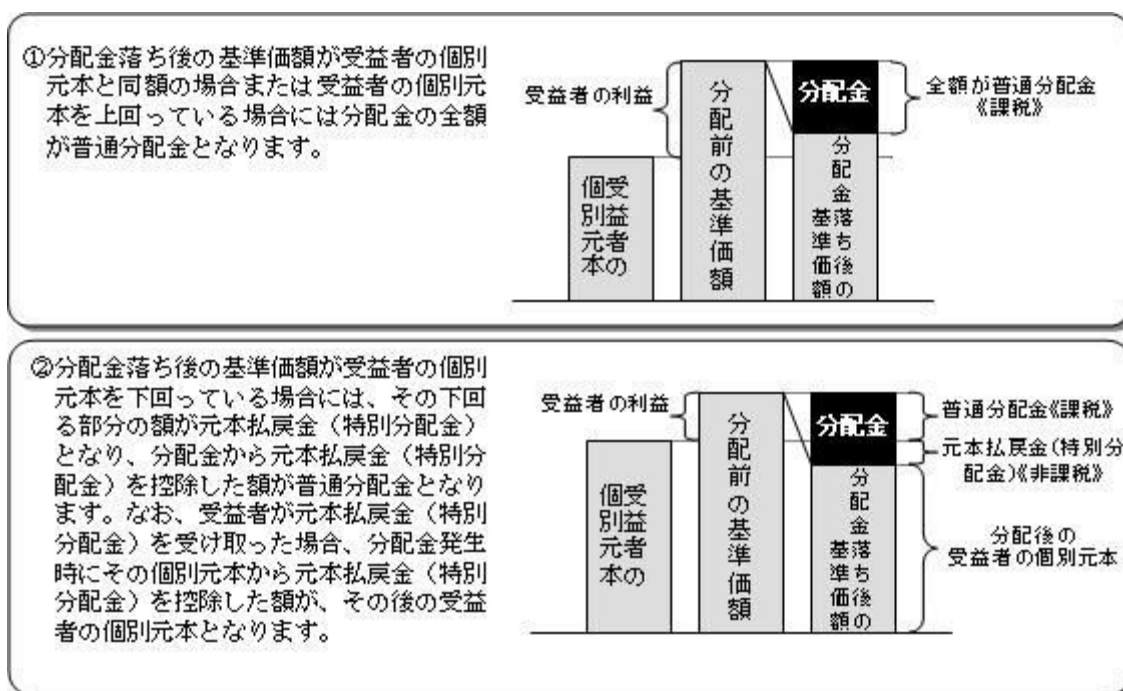 ①分配金落ち後の基準価額が受益者の個別
元本と同額の場合または受益者の個別元
本を上回っている場合には分配金の全額
が普通分配金となります。
受益者の利益
受益者の
個別元本
分配前の基準価額
分配金
分配金落ち後の
基準価額
全額が普通分配金
《課税》
②分配金落ち後の基準価額が受益者の個別
元本を下回っている場合には、その下回
る部分の額が元本払戻金（特別分配金）
となり、分配金から元本払戻金（特別分
配金）を控除した額が普通分配金となり
ます。なお、受益者が元本払戻金（特別
分配金）を受け取った場合、分配金発生
時にその個別元本から元本払戻金（特別
分配金）を控除した額が、その後の受益
者の個別元本となります。
受益者の利益
受益者の
個別元本
分配前の基準価額
分配金
分配金落ち後の
基準価額
普通分配金《課税》
元本払戻金(特別分
配金)《非課税》
分配後の
受益者の個別元本